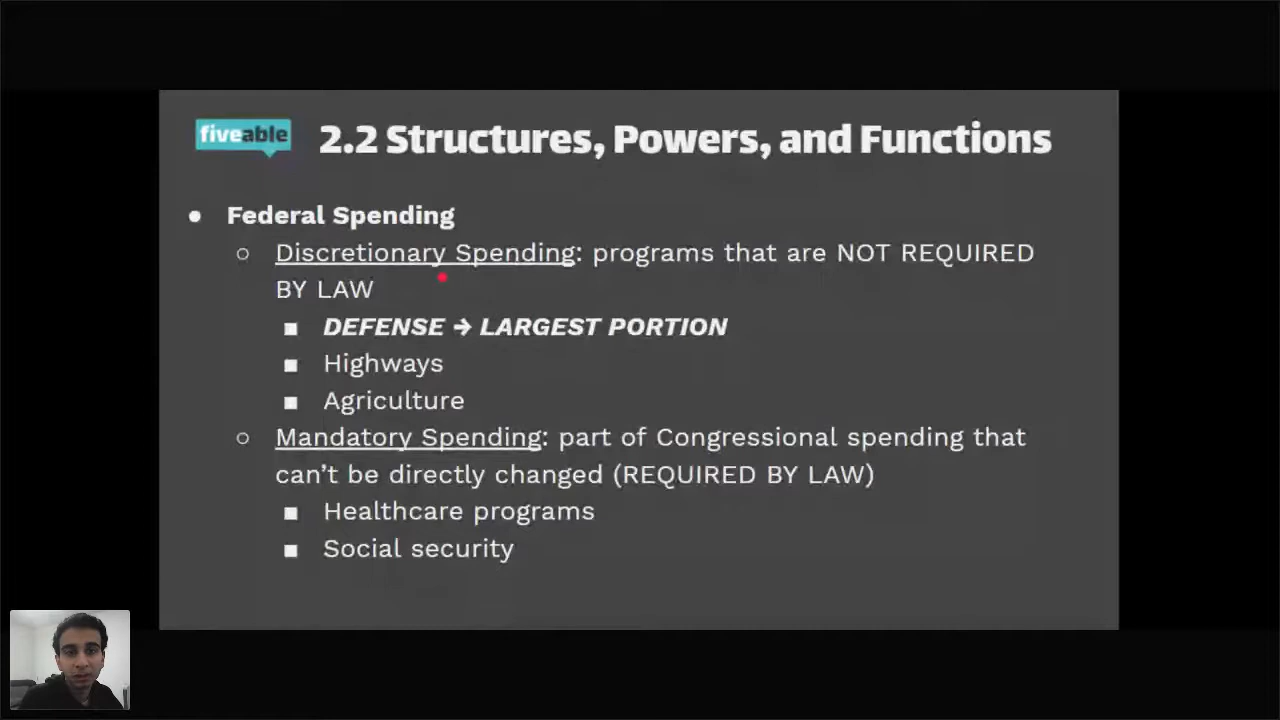 fiveable
2.2 Structures, Powers, and Functions
● Federal Spending
○ Discretionary Spending: programs that are NOT REQUIRED
BY LAW
■ DEFENSE → LARGEST PORTION
■ Highways
■ Agriculture
○ Mandatory Spending: part of Congressional spending that
can't be directly changed (REQUIRED BY LAW)
■ Healthcare programs
■ Social security